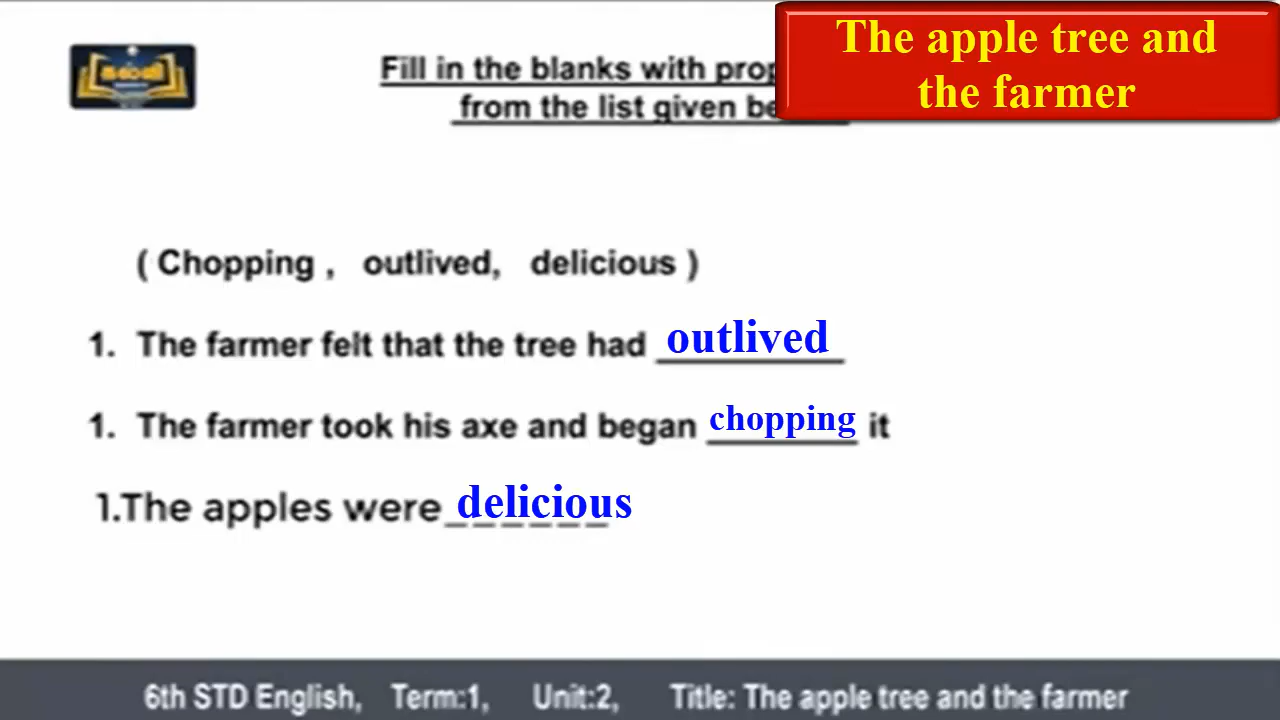 The apple tree and
the farmer
Fill in the blanks with
from the list given
( Chopping , outlived, delicious )
1. The farmer felt that the tree had outlived
1. The farmer took his axe and began chopping it
1.The apples were delicious
6th STD English, Term:1, Unit:2, Title: The apple tree and the farmer